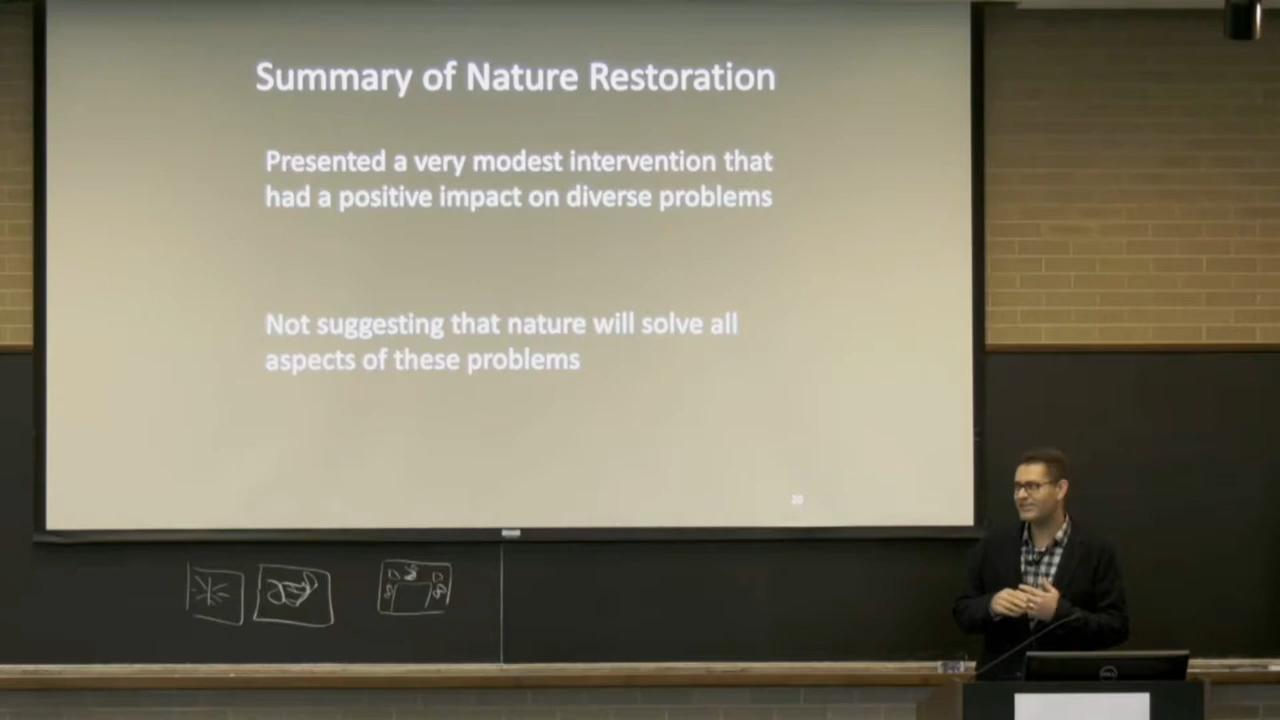 Summary of Nature Restoration
Presented a very modest intervention that
had a positive impact on diverse problems
Not suggesting that nature will solve all
aspects of these problems
20
DELL